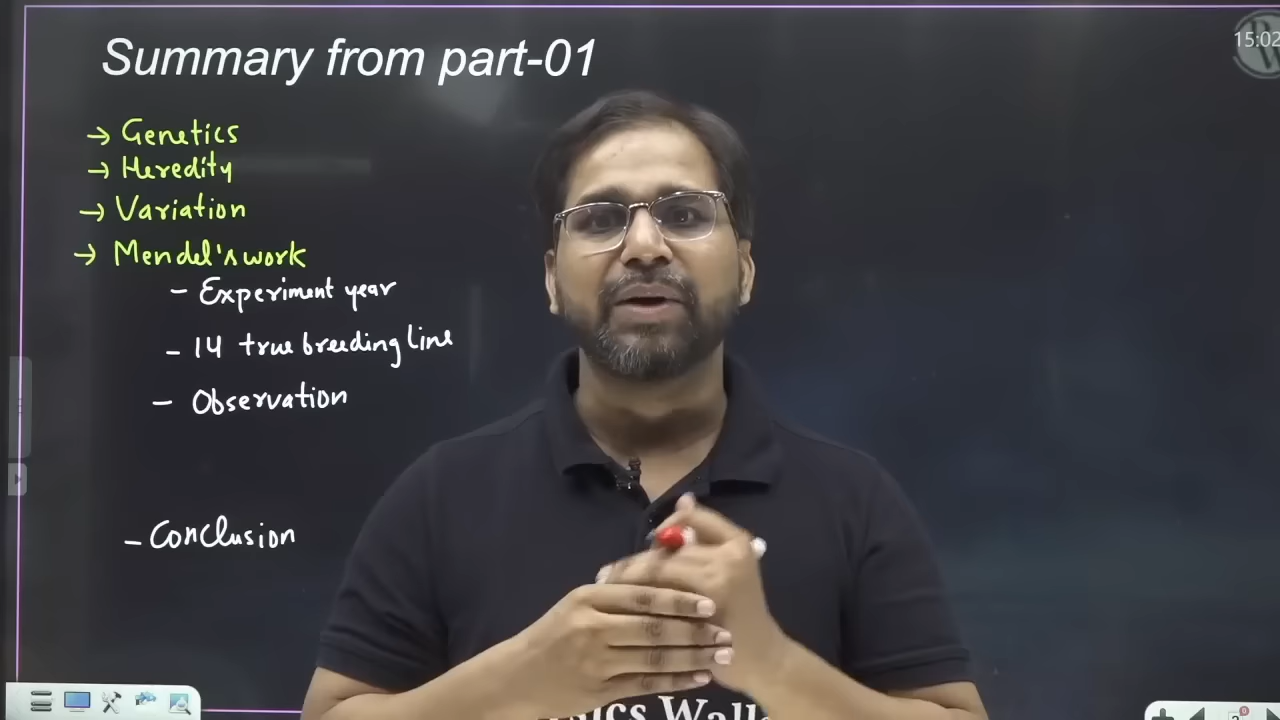 Summary from part-01
15:02
→ Genetics
→ Heredity
→ Variation
→ Mendel's work
- Experiment year
- 14 true breeding line
- Observation
- Conclusion